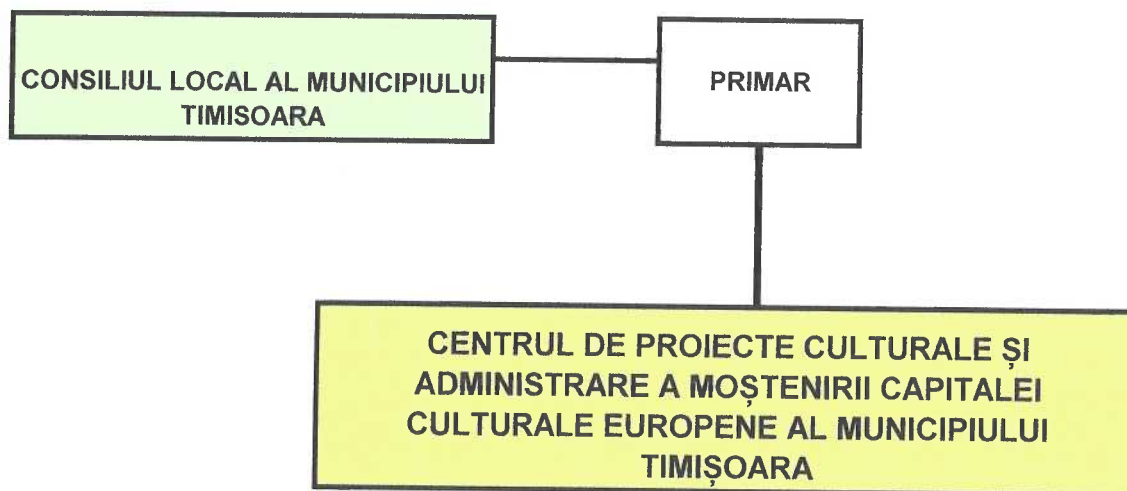 CONSILIUL LOCAL AL MUNICIPIULUI
TIMISOARA
PRIMAR
CENTRUL DE PROIECTE CULTURALE ȘI
ADMINISTRARE A MOȘTENIRII CAPITALEI
CULTURALE EUROPENE AL MUNICIPIULUI
TIMIȘOARA